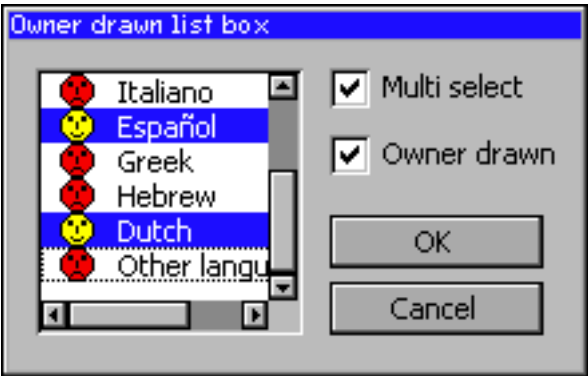 Owner drawn list box
Italiano
Español
Greek
Hebrew
Dutch
Other langu
Multi select
Owner drawn
OK
Cancel